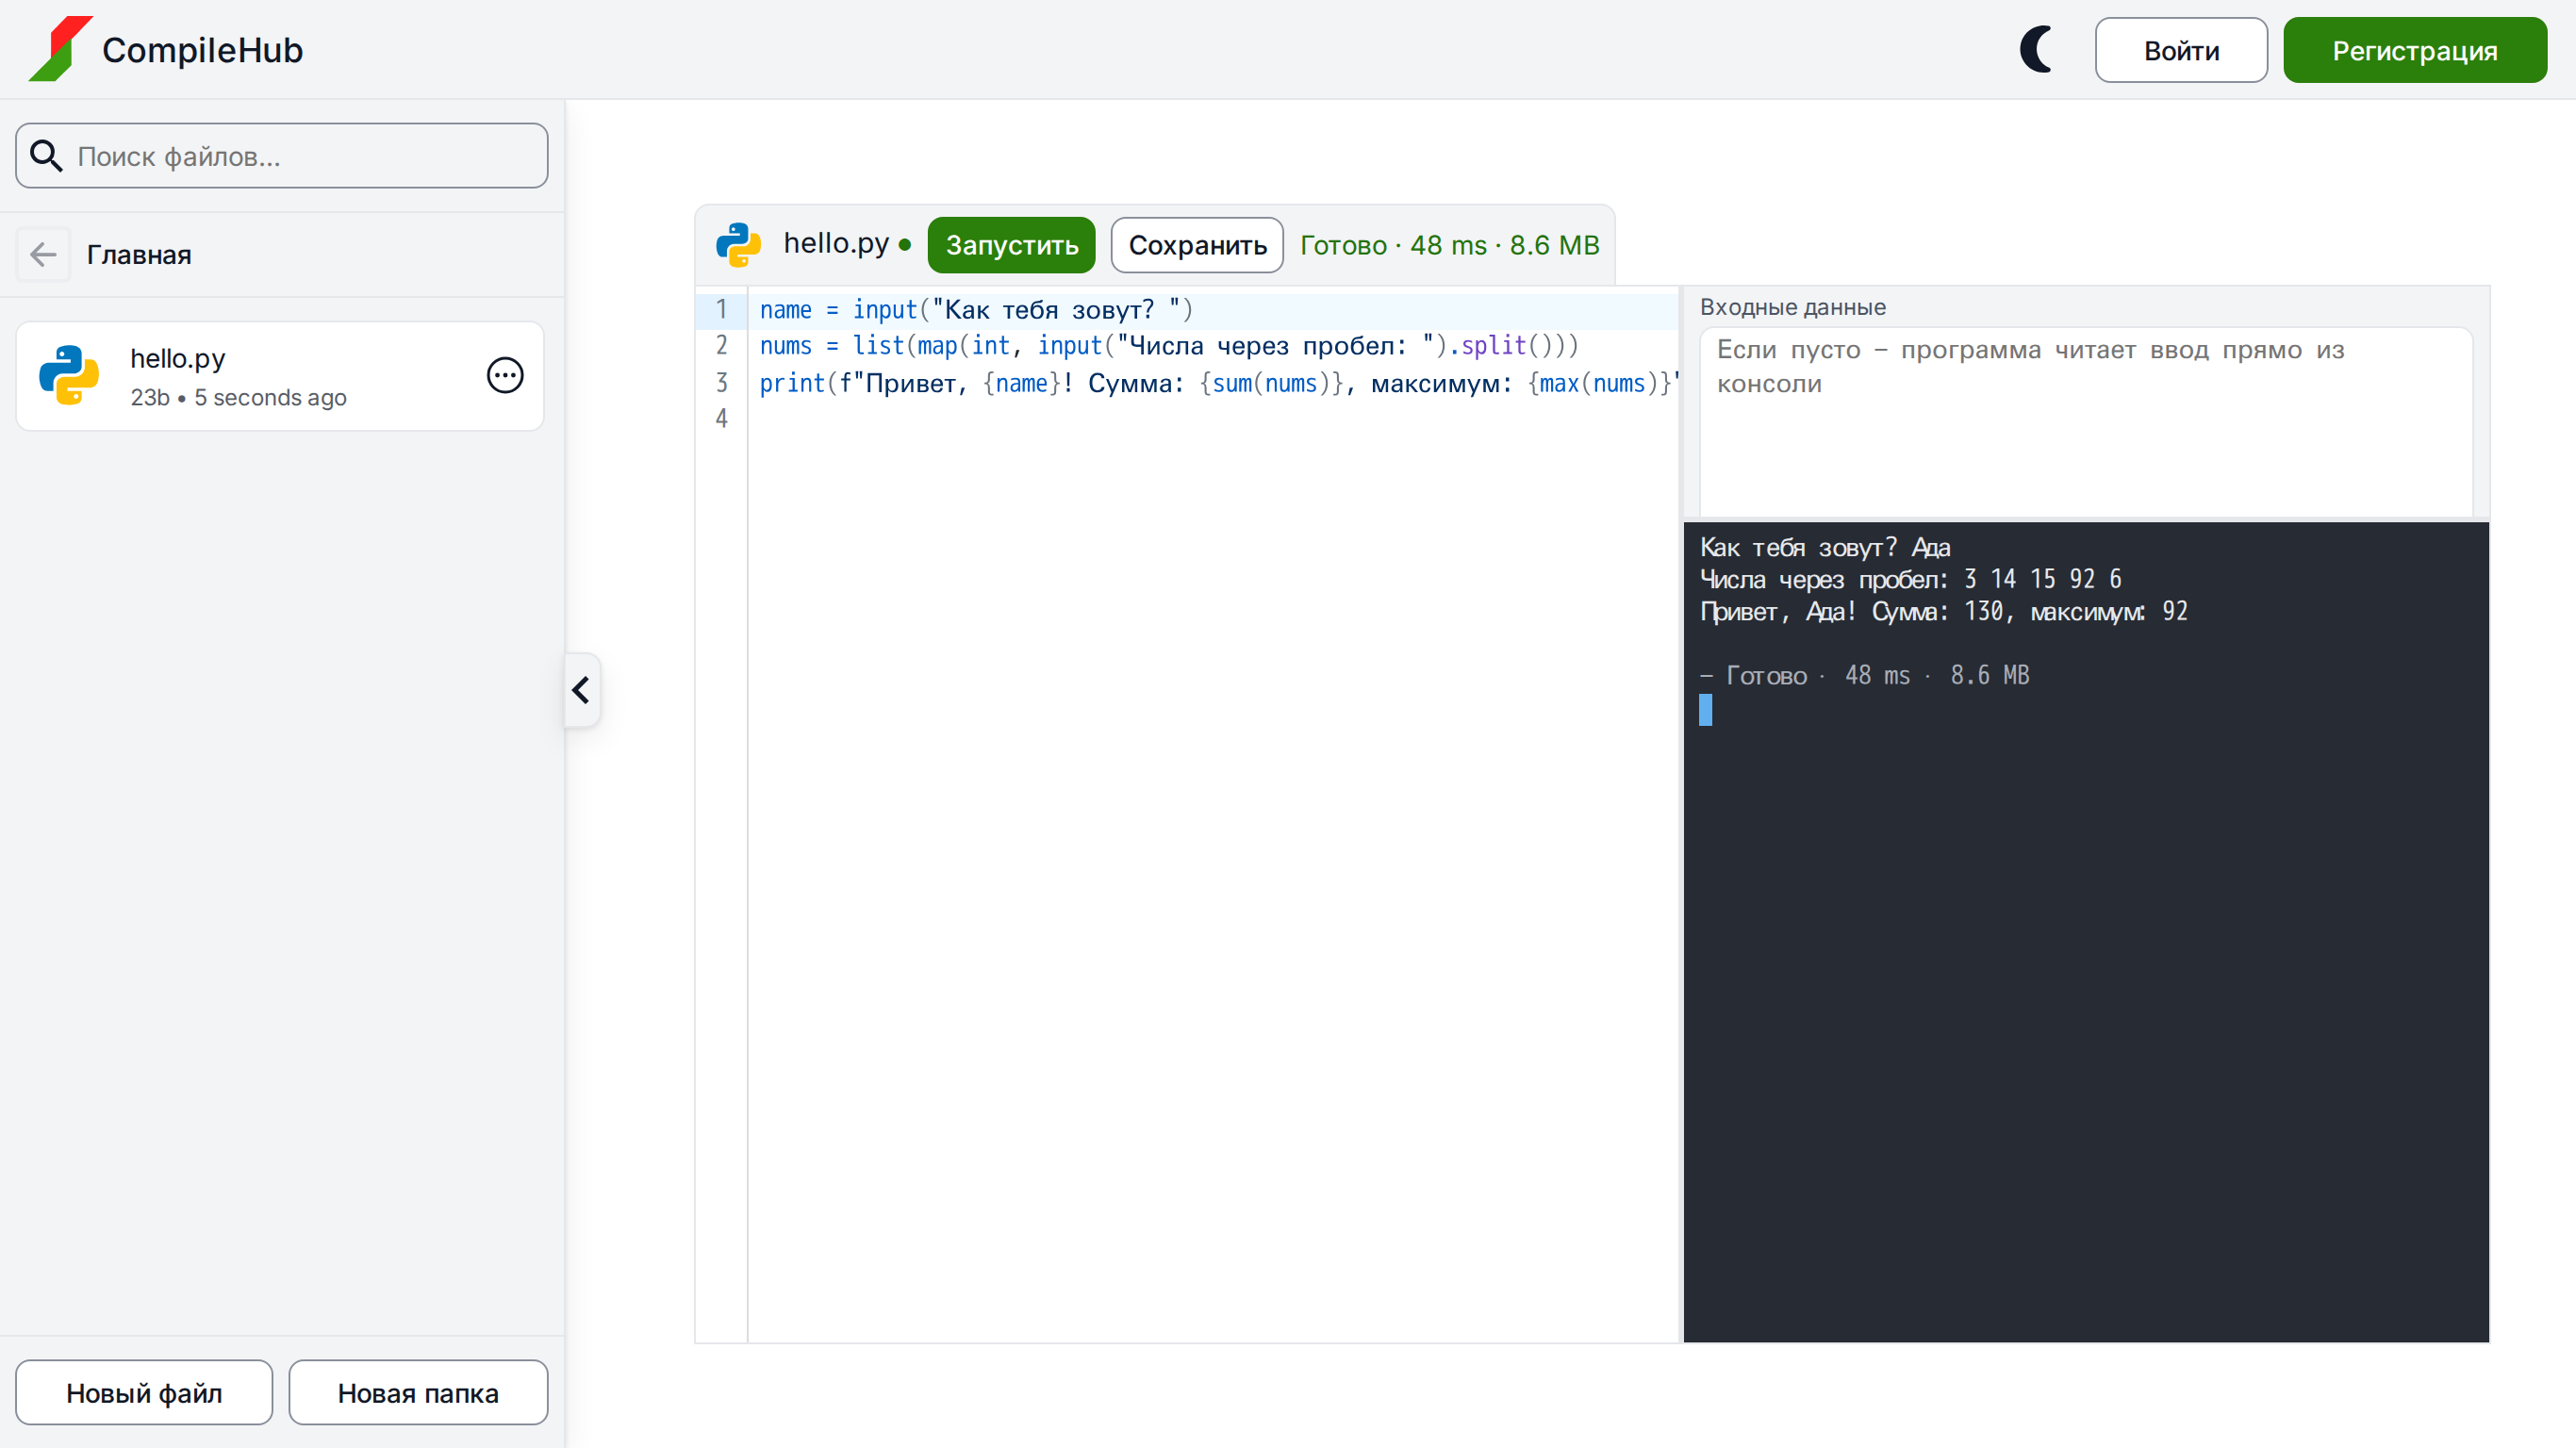 CompileHub
Войти
Регистрация
Поиск файлов...
Главная
hello.py
23b • 5 seconds ago
Новый файл
Новая папка
hello.py
Запустить
Сохранить
Готово · 48 ms · 8.6 MB
1 name = input("Как тебя зовут? ")
2 nums = list(map(int, input("Числа через пробел: ").split()))
3 print(f"Привет, {name}! Сумма: {sum(nums)}, максимум: {max(nums)}"
4
Входные данные
Если пусто — программа читает ввод прямо из
консоли
Как тебя зовут? Ада
Числа через пробел: 3 14 15 92 6
Привет, Ада! Сумма: 130, максимум: 92
— Готово · 48 ms · 8.6 MB